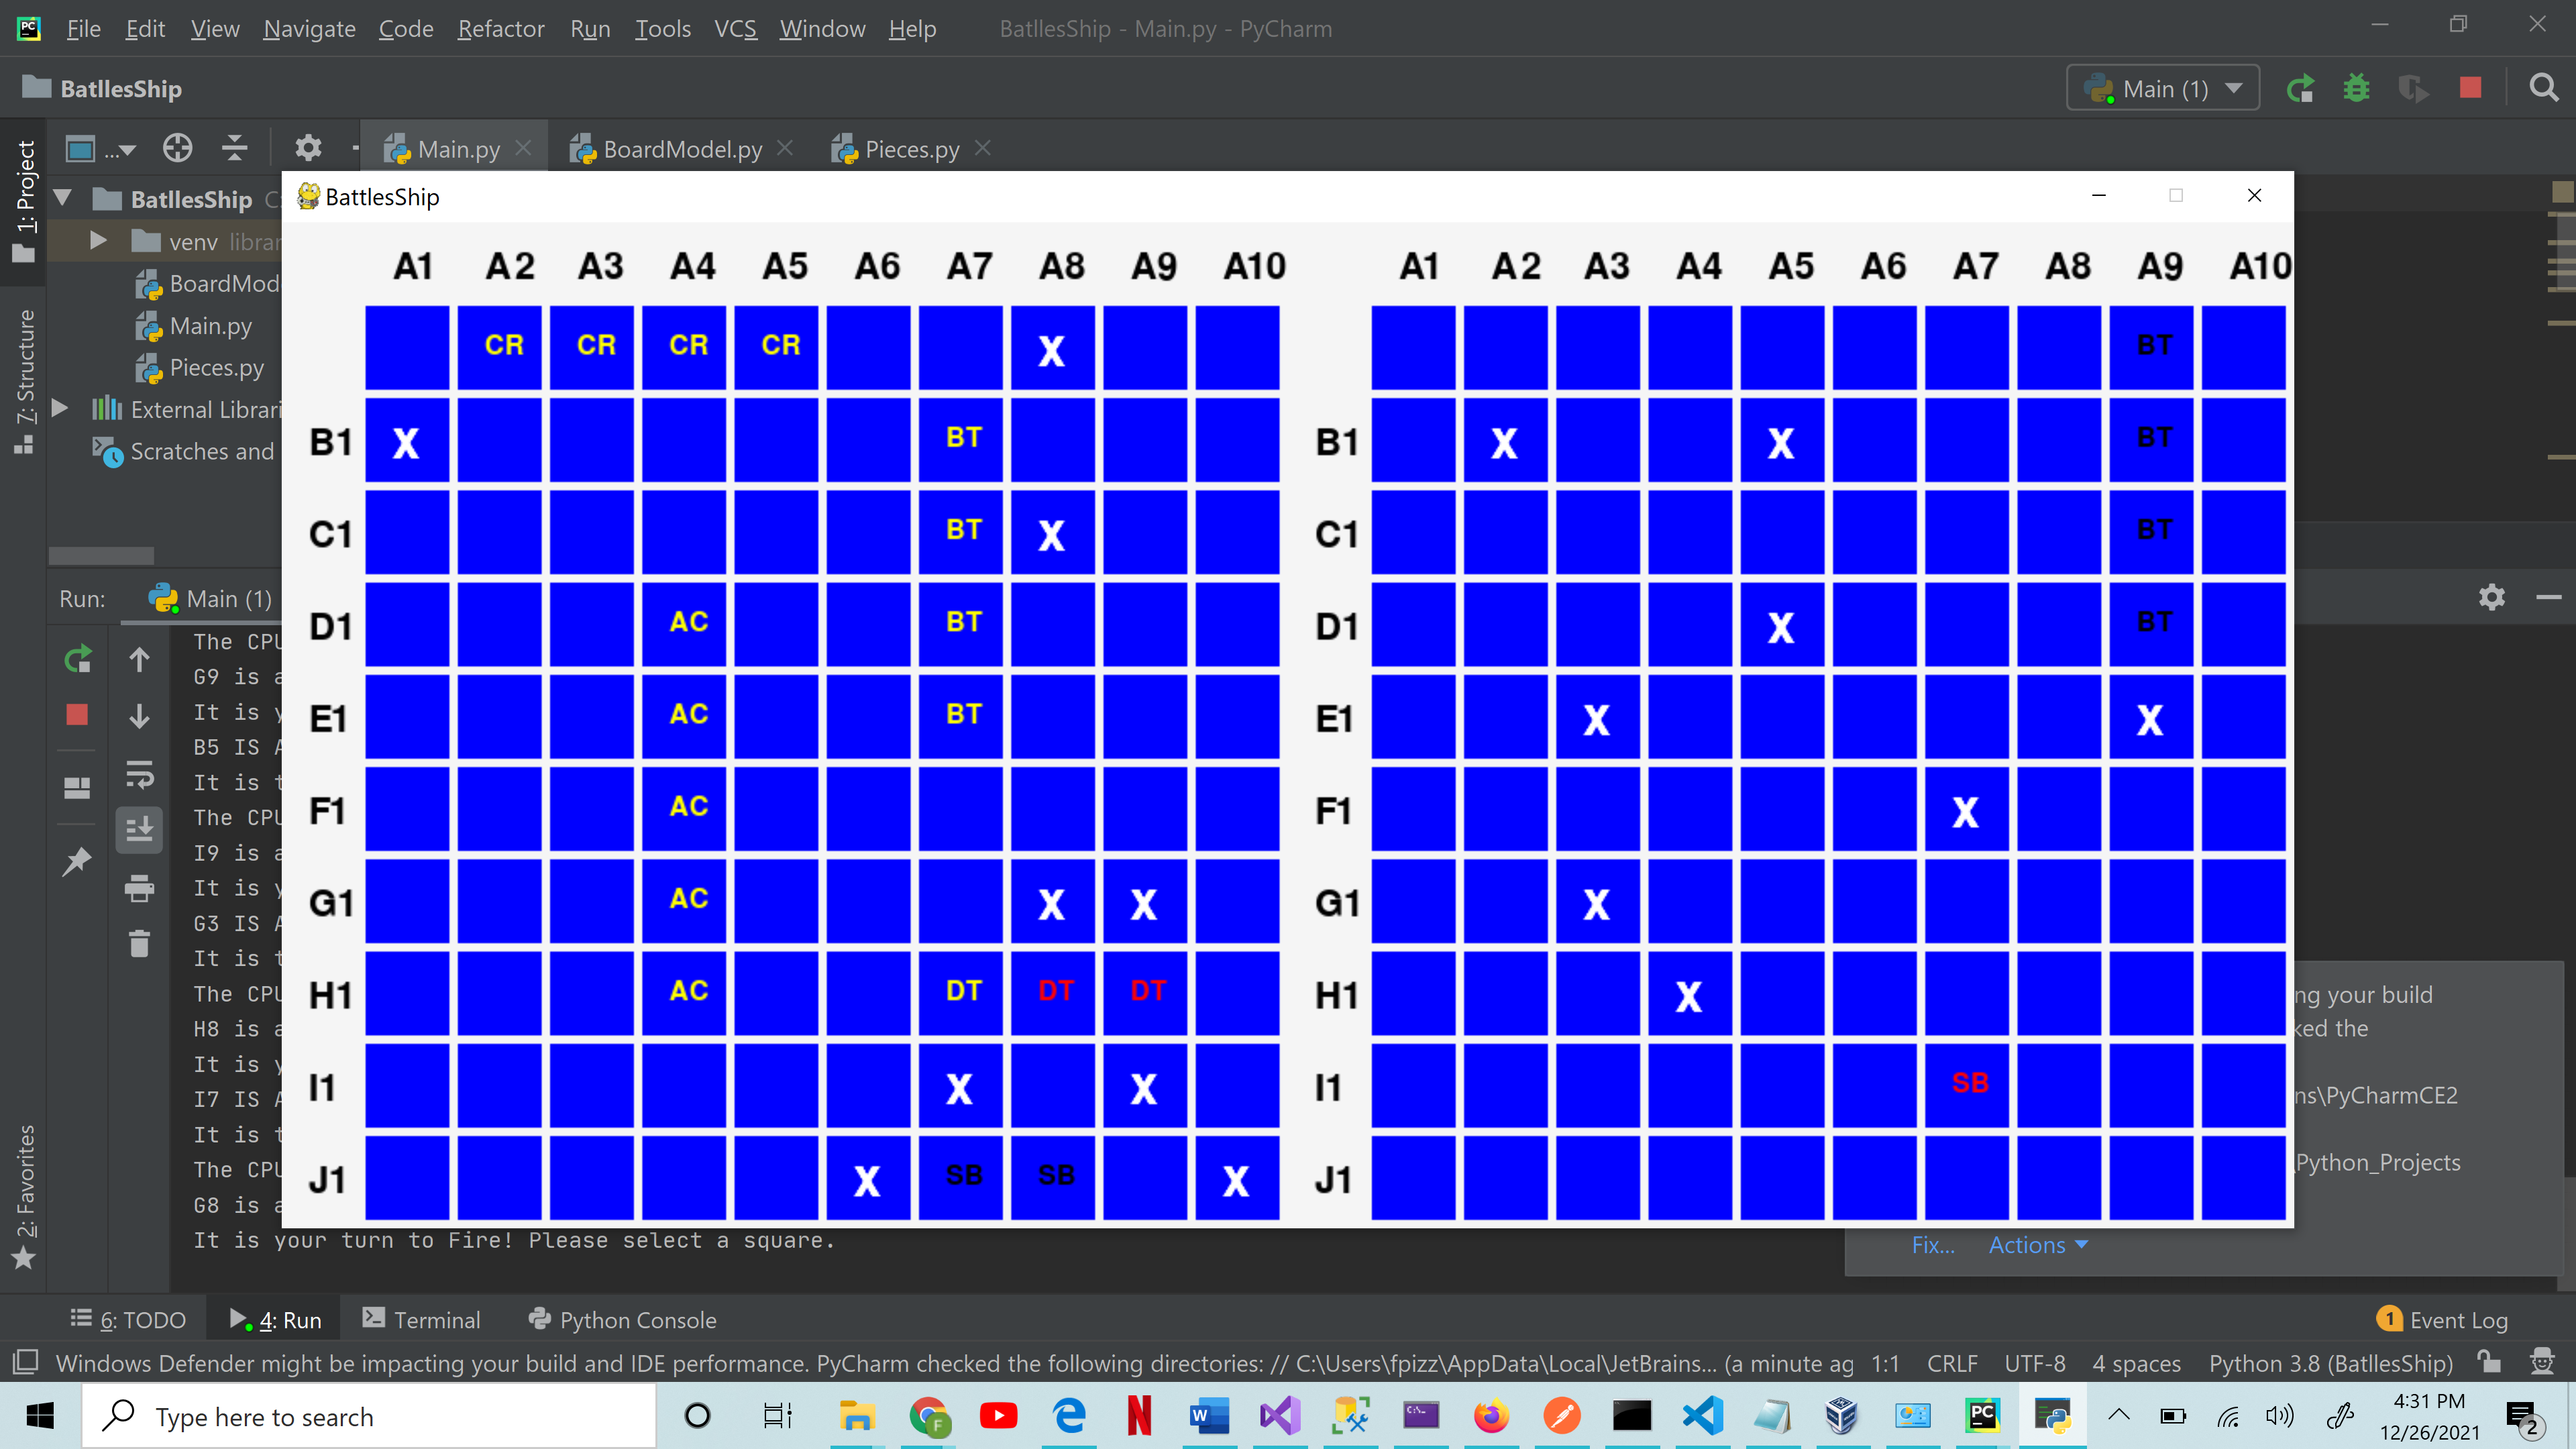 File Edit View Navigate Code Refactor Run Tools VCS Window Help BatllesShip - Main.py - PyCharm
BatllesShip Main (1)
1: Project
... Main.py BoardModel.py Pieces.py
BatllesShip
venv
BoardMod
Main.py
Pieces.py
External Librari
Scratches and
7: Structure
BattlesShip
A1 A2 A3 A4 A5 A6 A7 A8 A9 A10 A1 A2 A3 A4 A5 A6 A7 A8 A9 A10
CR CR CR CR X BT
B1 X BT B1 X X BT
C1 BT X C1 BT
D1 AC BT D1 X BT
E1 AC BT E1 X X
F1 AC F1 X
G1 AC X X G1 X
H1 AC DT DT DT H1 X
I1 X X I1 SB
J1 X SB SB X J1
Run: Main (1)
The CPU
G9 is a
It is y
B5 IS A
It is t
The CPU
I9 is a
It is y
G3 IS A
It is t
The CPU
H8 is a
It is y
I7 IS A
It is t
The CPU
G8 is a
It is your turn to Fire! Please select a square.
ng your build
ked the
ns\PyCharmCE2
Python_Projects
Fix... Actions
2: Favorites
6: TODO 4: Run Terminal Python Console 1 Event Log
Windows Defender might be impacting your build and IDE performance. PyCharm checked the following directories: // C:\Users\fpizz\AppData\Local\JetBrains... (a minute ag 1:1 CRLF UTF-8 4 spaces Python 3.8 (BatllesShip)
Type here to search
4:31 PM
12/26/2021
2